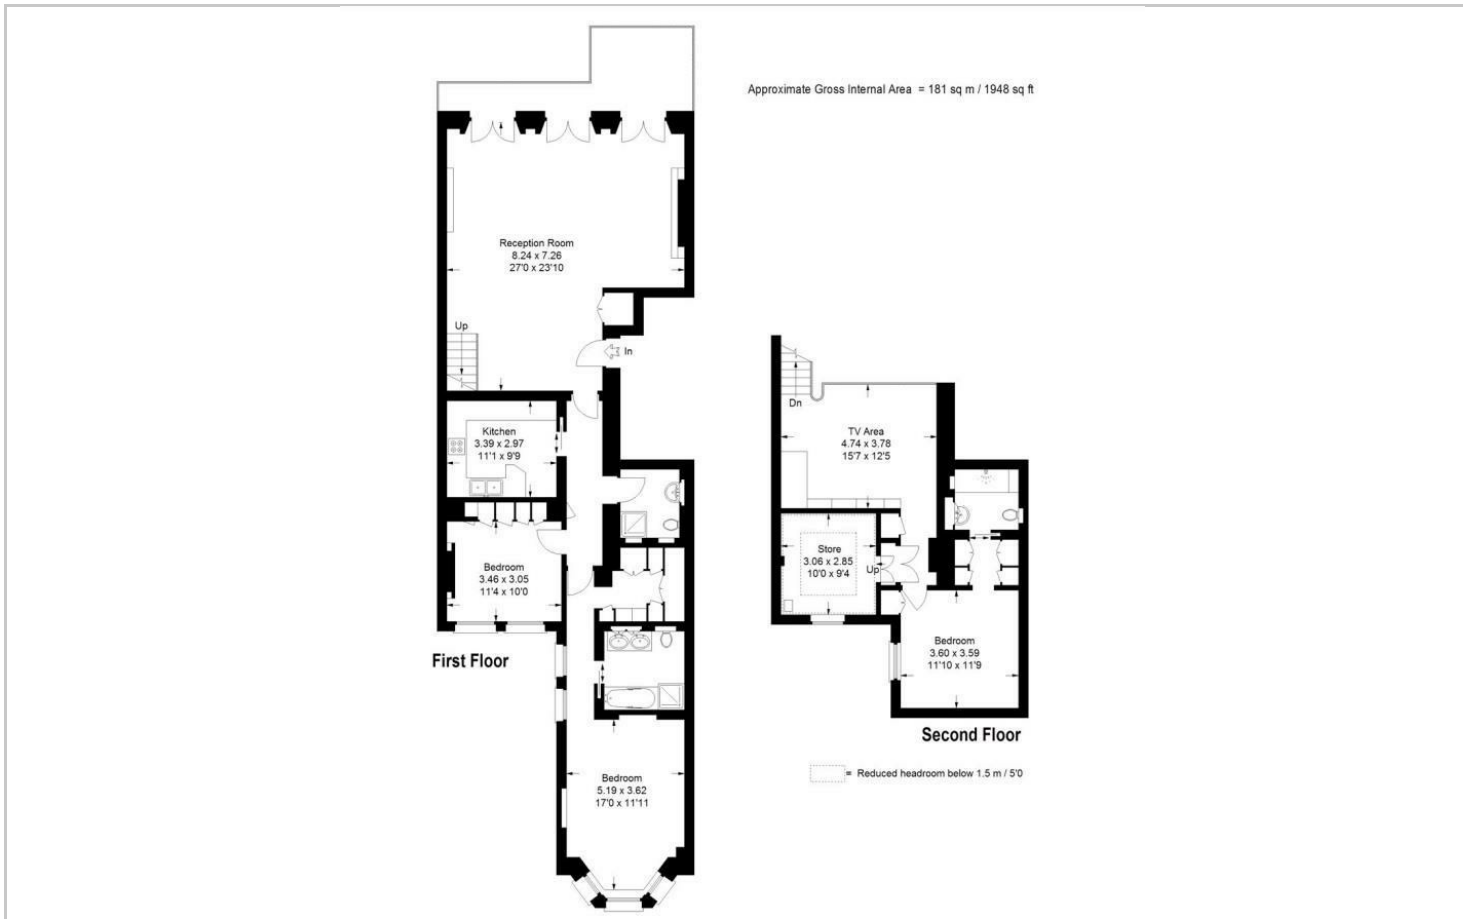 Approximate Gross Internal Area = 181 sq m / 1948 sq ft
Reception Room
8.24 x 7.26
27'0 x 23'10
Up
In
Kitchen
3.39 x 2.97
11'1 x 9'9
Bedroom
3.46 x 3.05
11'4 x 10'0
First Floor
Bedroom
5.19 x 3.62
17'0 x 11'11
Dn
TV Area
4.74 x 3.78
15'7 x 12'5
Store
3.06 x 2.85
10'0 x 9'4
Up
Bedroom
3.60 x 3.59
11'10 x 11'9
Second Floor
= Reduced headroom below 1.5 m / 5'0